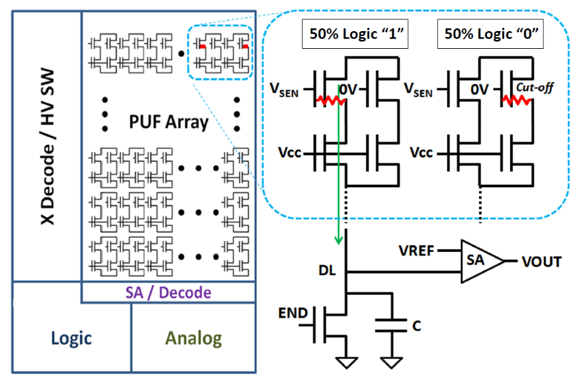 X Decode / HV SW
PUF Array
SA / Decode
Logic
Analog
50% Logic “1”
50% Logic “0”
VSEN
0V
VSEN
0V
Cut-off
Vcc
Vcc
VREF
DL
SA
VOUT
END
C